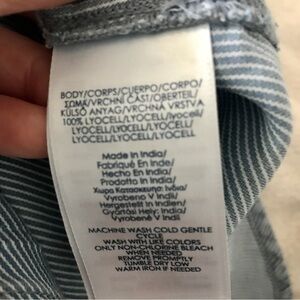 BODY/CORPS/CUERPO/CORPO/
ΣΩΜΑ/VRCHNÍ ČÁST/OBERTEIL/
KÜLSŐ ANYAG/VRCHNÁ VRSTVA
100% LYOCELL/LYOCELL/lyocell/
LYOCELL/LYOCELL/LYOCELL/
LYOCELL/LYOCELL/LYOCELL
Made In India/
Fabriqué En Inde/
Hecho En India/
Prodotto In India/
Χωρα Κατασκευησ: Ινδια/
Vyrobeno V Indii/
Hergestellt In Indien/
Gyártási Hely: India/
Vyrobené V Indii
MACHINE WASH COLD GENTLE
CYCLE
WASH WITH LIKE COLORS
ONLY NON-CHLORINE BLEACH
WHEN NEEDED
REMOVE PROMPTLY
TUMBLE DRY LOW
WARM IRON IF NEEDED